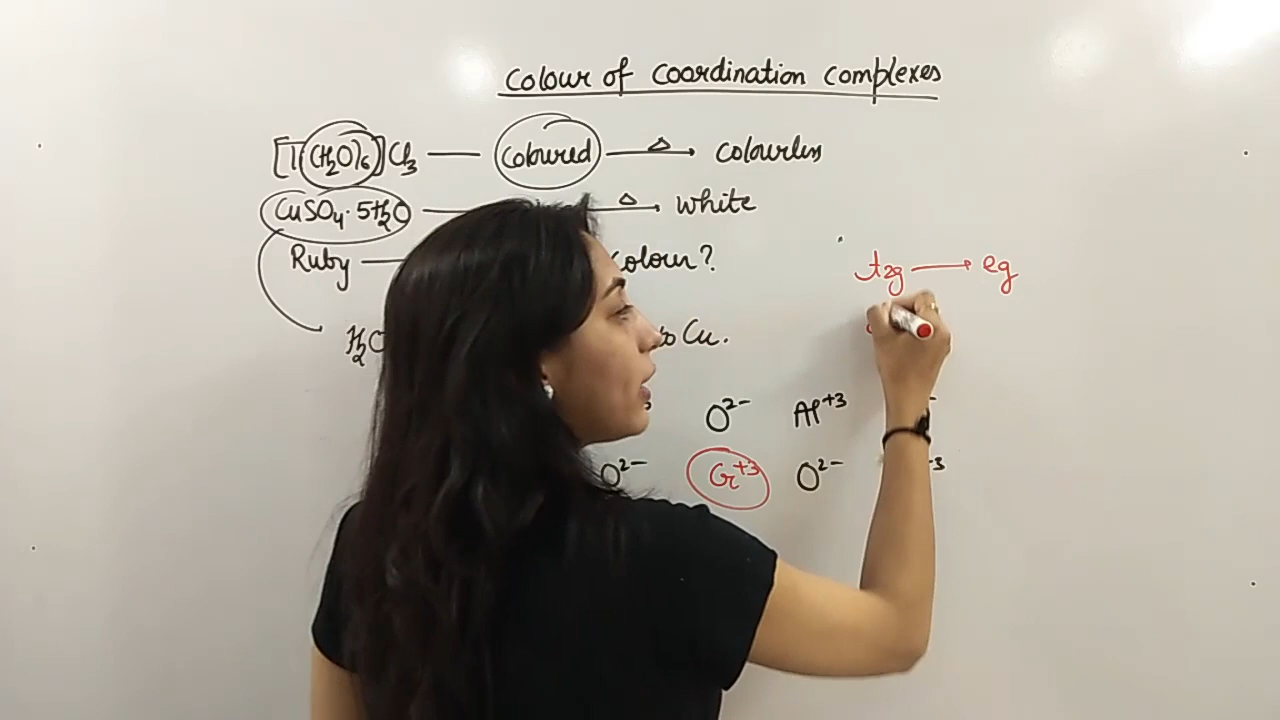 Colour of Coordination Complexes
[T(H₂O)₆]Cl₃ — Coloured —Δ→ colourless
CuSO₄·5H₂O — —Δ→ white
Ruby — Colour?
t₂g → eg
H₂O to Cu.
O²⁻ Al⁺³
O²⁻ Cr⁺³ O²⁻ +3